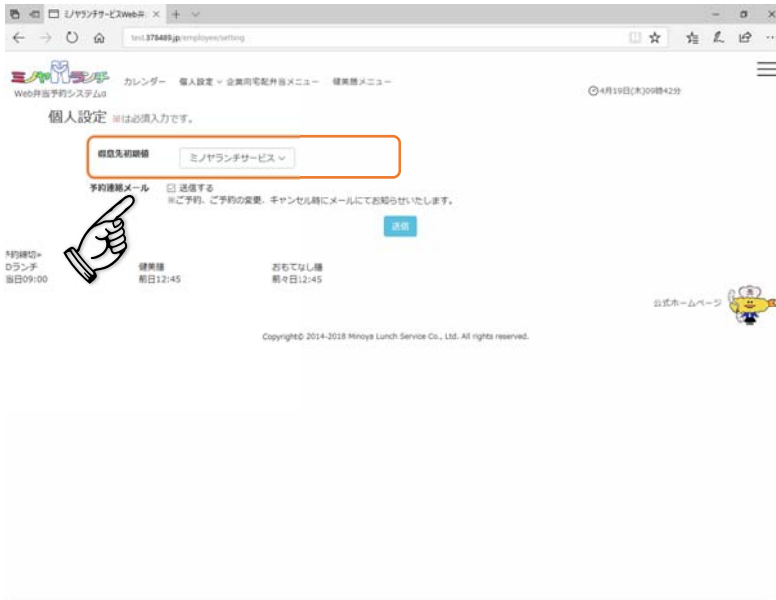 ミノヤランチサービスWeb弁
test.378489.jp/employee/setting
ミノヤランチ
Web弁当予約システムα
カレンダー 個人設定 企業向宅配弁当メニュー 健美膳メニュー
4月19日(木)09時42分
個人設定 ※は必須入力です。
先初期値 ミノヤランチサービス
予約連絡メール 送信する
※ご予約、ご予約の変更、キャンセル時にメールにてお知らせいたします。
送信
予約締切>
Dランチ 健美膳 おもてなし膳
当日09:00 前日12:45 前々日12:45
公式ホームページ
Copyright© 2014-2018 Minoya Lunch Service Co., Ltd. All rights reserved.